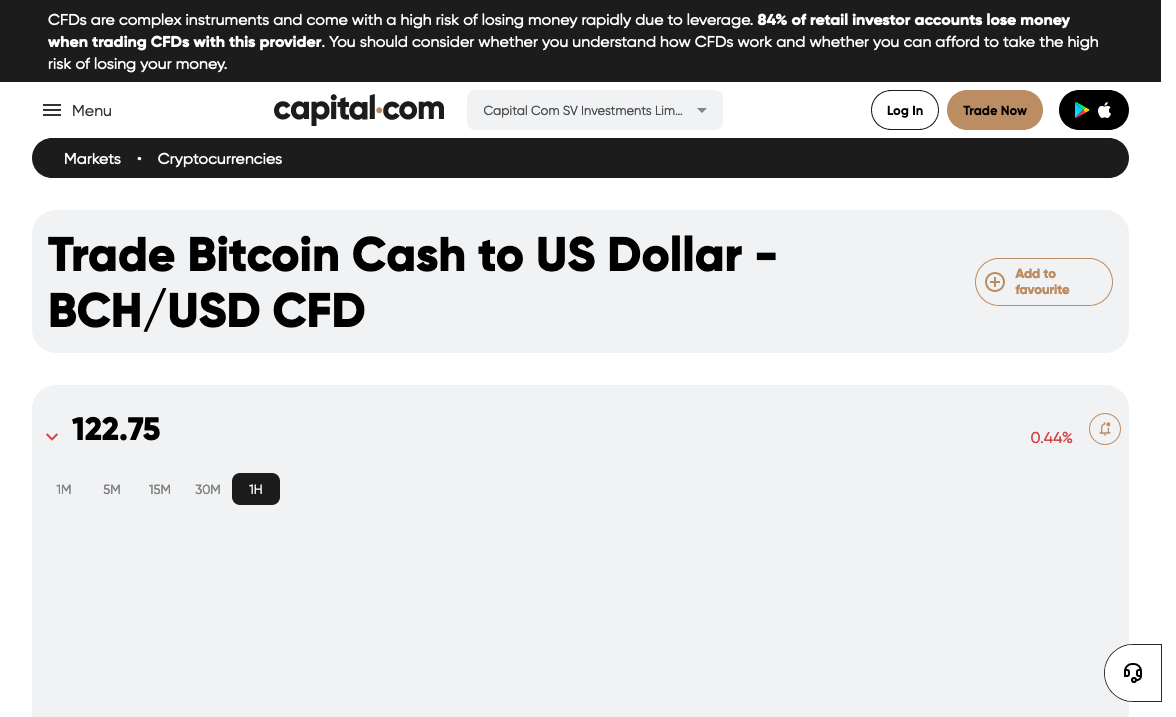 CFDs are complex instruments and come with a high risk of losing money rapidly due to leverage. 84% of retail investor accounts lose money
when trading CFDs with this provider. You should consider whether you understand how CFDs work and whether you can afford to take the high
risk of losing your money.
Menu
capital.com
Capital Com SV Investments Lim...
Log In
Trade Now
Markets • Cryptocurrencies
Trade Bitcoin Cash to US Dollar -
BCH/USD CFD
Add to
favourite
122.75
0.44%
1M 5M 15M 30M 1H